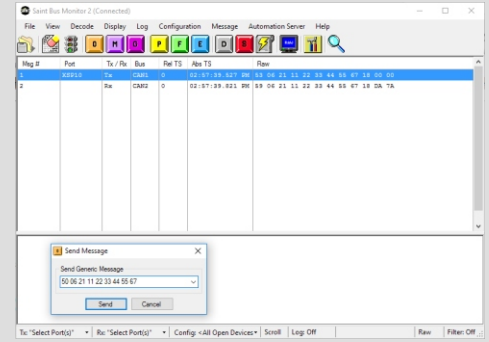 Saint Bus Monitor 2 (Connected)
File View Decode Display Log Configuration Message Automation Server Help
Msg # Port Tx / Rx Bus Rel TS Abs TS Raw
1 Tx CAN1 0 02:57:39.527 PM 50 06 21 11 22 33 44 55 67 18 00 00
2 Rx CAN2 0 02:57:39.821 PM 59 06 21 11 22 33 44 55 67 18 DA 7A
Send Message
Send Generic Message
50 06 21 11 22 33 44 55 67
Send Cancel
Tx: "Select Port(s)" Rx: "Select Port(s)" Config: <All Open Devices Scroll Log: Off Raw Filter: Off